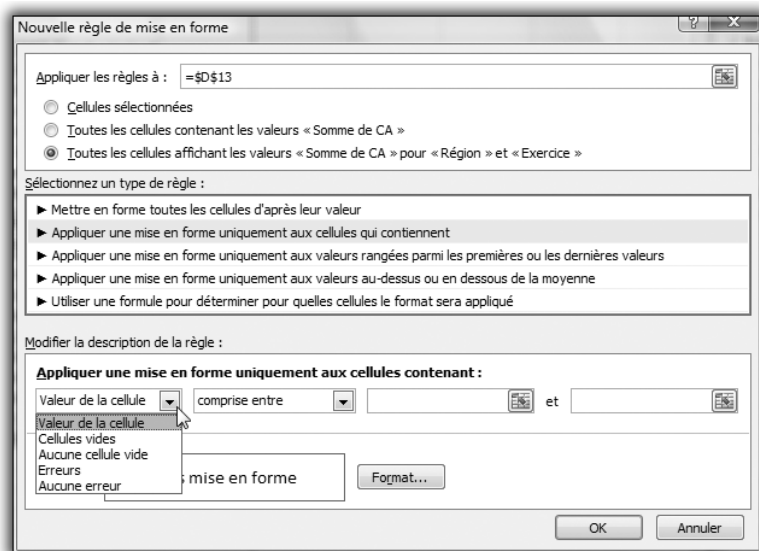 Nouvelle règle de mise en forme
Appliquer les règles à : =$D$13
Cellules sélectionnées
Toutes les cellules contenant les valeurs « Somme de CA »
Toutes les cellules affichant les valeurs « Somme de CA » pour « Région » et « Exercice »
Sélectionnez un type de règle :
► Mettre en forme toutes les cellules d'après leur valeur
► Appliquer une mise en forme uniquement aux cellules qui contiennent
► Appliquer une mise en forme uniquement aux valeurs rangées parmi les premières ou les dernières valeurs
► Appliquer une mise en forme uniquement aux valeurs au-dessus ou en dessous de la moyenne
► Utiliser une formule pour déterminer pour quelles cellules le format sera appliqué
Modifier la description de la règle :
Appliquer une mise en forme uniquement aux cellules contenant :
Valeur de la cellule comprise entre et
Valeur de la cellule
Cellules vides
Aucune cellule vide
Erreurs
Aucune erreur
mise en forme Format...
OK Annuler